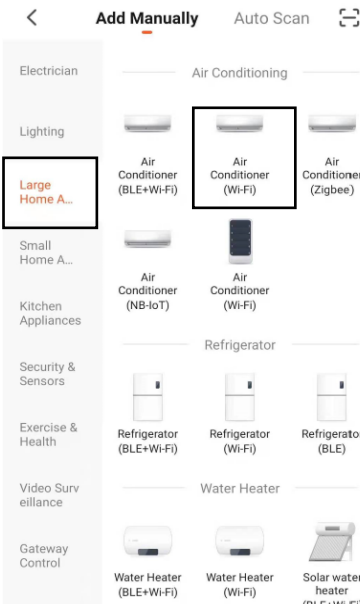 Add Manually
Auto Scan
Electrician
Lighting
Large
Home A...
Small
Home A...
Kitchen
Appliances
Security &
Sensors
Exercise &
Health
Video Surv
eillance
Gateway
Control
Air Conditioning
Air
Conditioner
(BLE+Wi-Fi)
Air
Conditioner
(Wi-Fi)
Air
Conditioner
(Zigbee)
Air
Conditioner
(NB-IoT)
Air
Conditioner
(Wi-Fi)
Refrigerator
Refrigerator
(BLE+Wi-Fi)
Refrigerator
(Wi-Fi)
Refrigerator
(BLE)
Water Heater
Water Heater
(BLE+Wi-Fi)
Water Heater
(Wi-Fi)
Solar water
heater
(BLE+Wi-Fi)